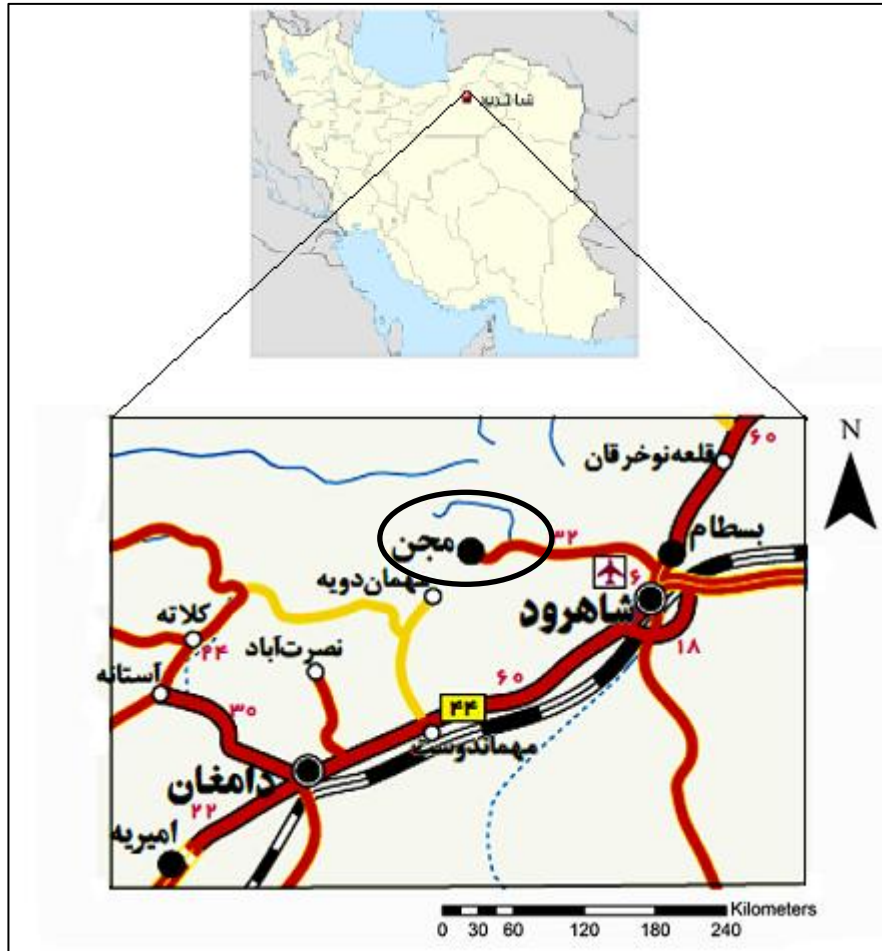 شاهرود
N
۶۰
قلعه‌نوخرقان
بسطام
۳۲
مجن
۶
مهمان‌دویه
شاهرود
کلاته
۲۴
نصرت‌آباد
۱۸
آستانه
۶۰
۳۰
۴۴
مهماندوست
دامغان
۲۲
امیریه
Kilometers
0 30 60 120 180 240